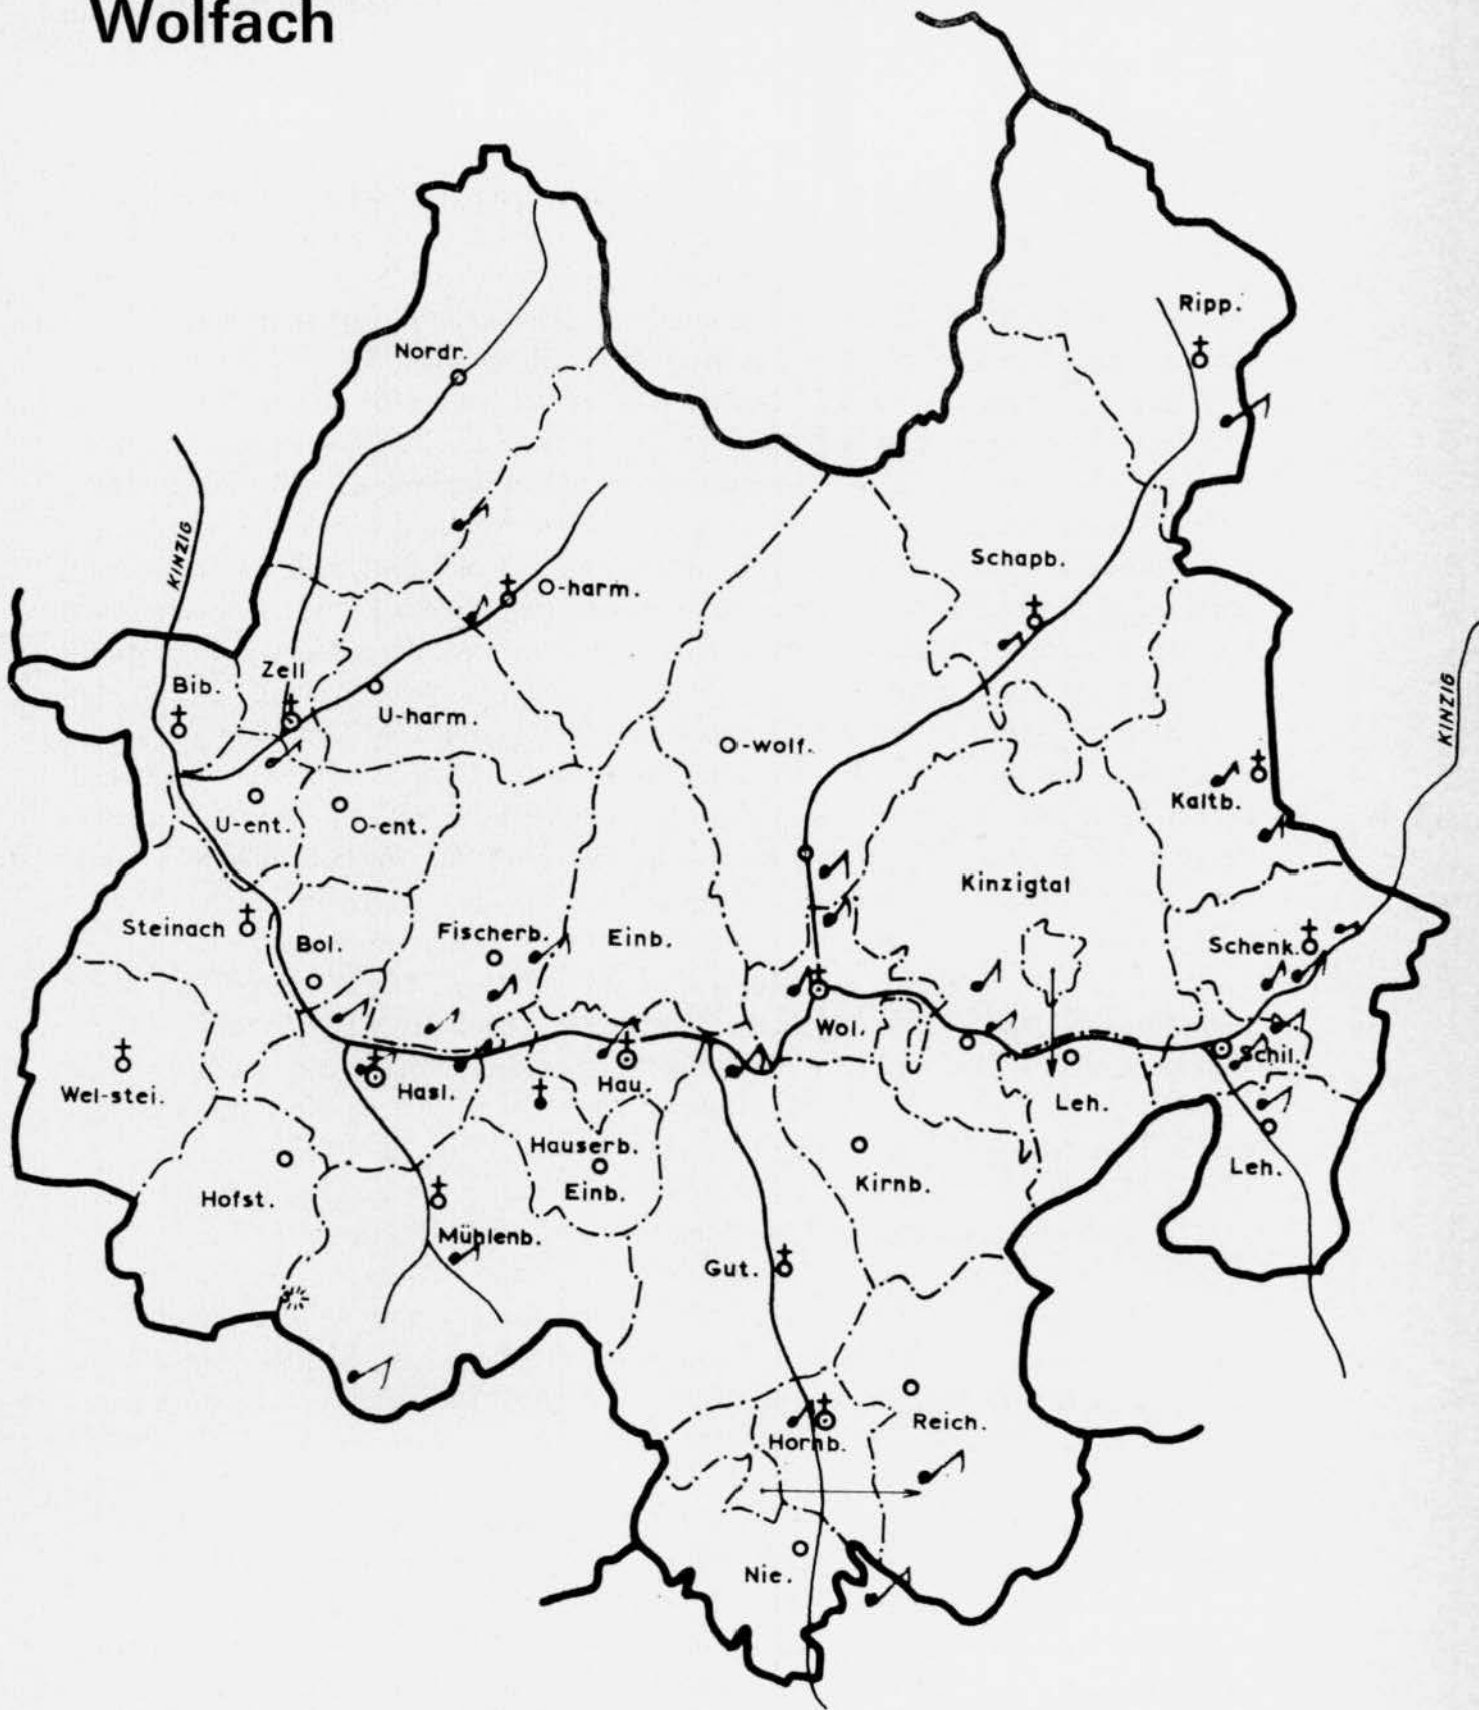 Wolfach
Ripp.
Nordr.
KINZIG
Schapb.
O-harm.
Zell
Bib.
U-harm.
KINZIG
O-wolf.
Kaltb.
U-ent.
O-ent.
Kinzigtal
Steinach
Bol.
Fischerb.
Einb.
Schenk.
Wol.
Schil.
Wel-stei.
Hasl.
Hau.
Leh.
Hauserb.
Leh.
Hofst.
Einb.
Kirnb.
Mühlenb.
Gut.
Reich.
Hornb.
Nie.